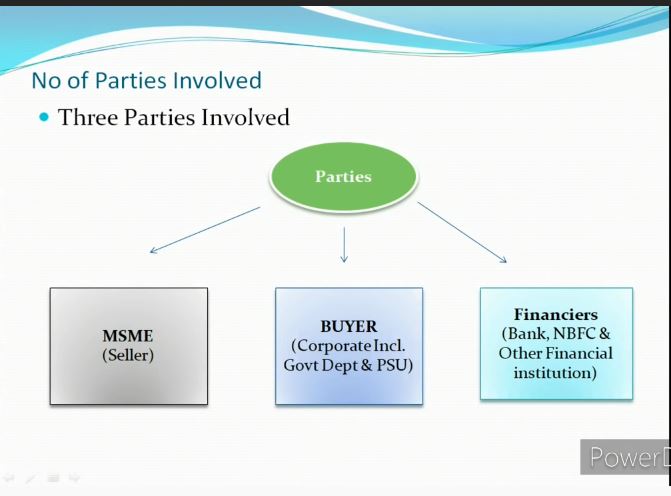 No of Parties Involved
Three Parties Involved
Parties
MSME
(Seller)
BUYER
(Corporate Incl.
Govt Dept & PSU)
Financiers
(Bank, NBFC &
Other Financial
institution)